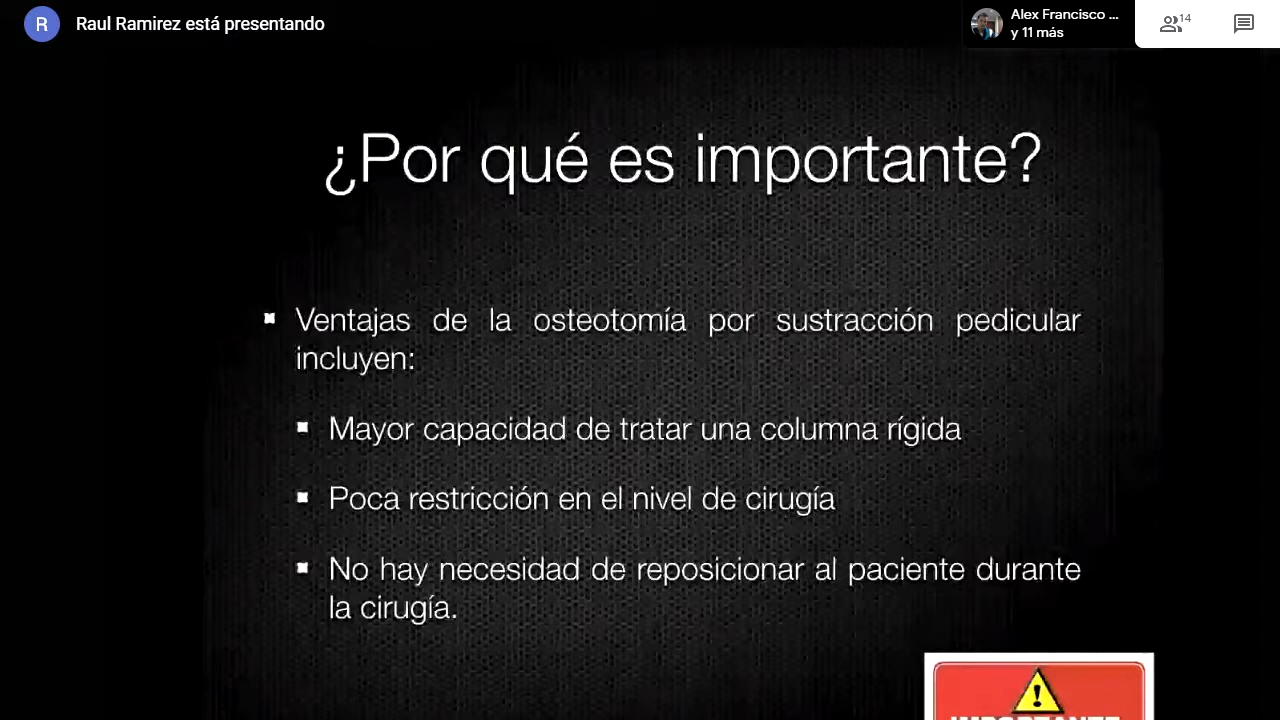 R
Raul Ramirez está presentando
Alex Francisco ...
y 11 más
14
¿Por qué es importante?
Ventajas de la osteotomía por sustracción pedicular
incluyen:
Mayor capacidad de tratar una columna rígida
Poca restricción en el nivel de cirugía
No hay necesidad de reposicionar al paciente durante
la cirugía.
IMPORTANTE